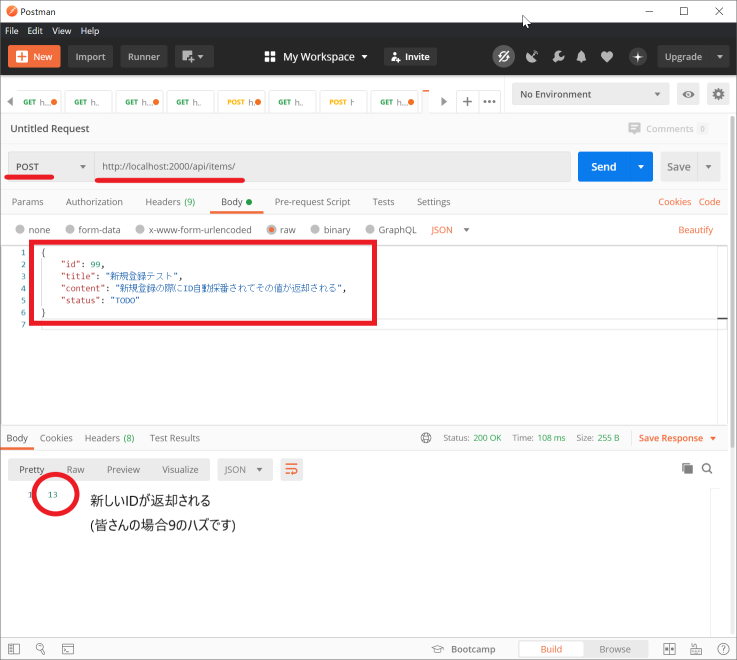 Postman
File Edit View Help
New Import Runner My Workspace Invite Upgrade
GET h... GET h.. GET h... GET h.. POST h. GET h.. POST h GET h... No Environment
Untitled Request Comments 0
POST http://localhost:2000/api/items/ Send Save
Params Authorization Headers (9) Body Pre-request Script Tests Settings Cookies Code
none form-data x-www-form-urlencoded raw binary GraphQL JSON Beautify
1 {
2 "id": 99,
3 "title": "新規登録テスト",
4 "content": "新規登録の際にID自動採番されてその値が返却される",
5 "status": "TODO"
6 }
7
Body Cookies Headers (8) Test Results Status: 200 OK Time: 108 ms Size: 255 B Save Response
Pretty Raw Preview Visualize JSON
1 13
新しいIDが返却される
(皆さんの場合9のハズです)
Bootcamp Build Browse